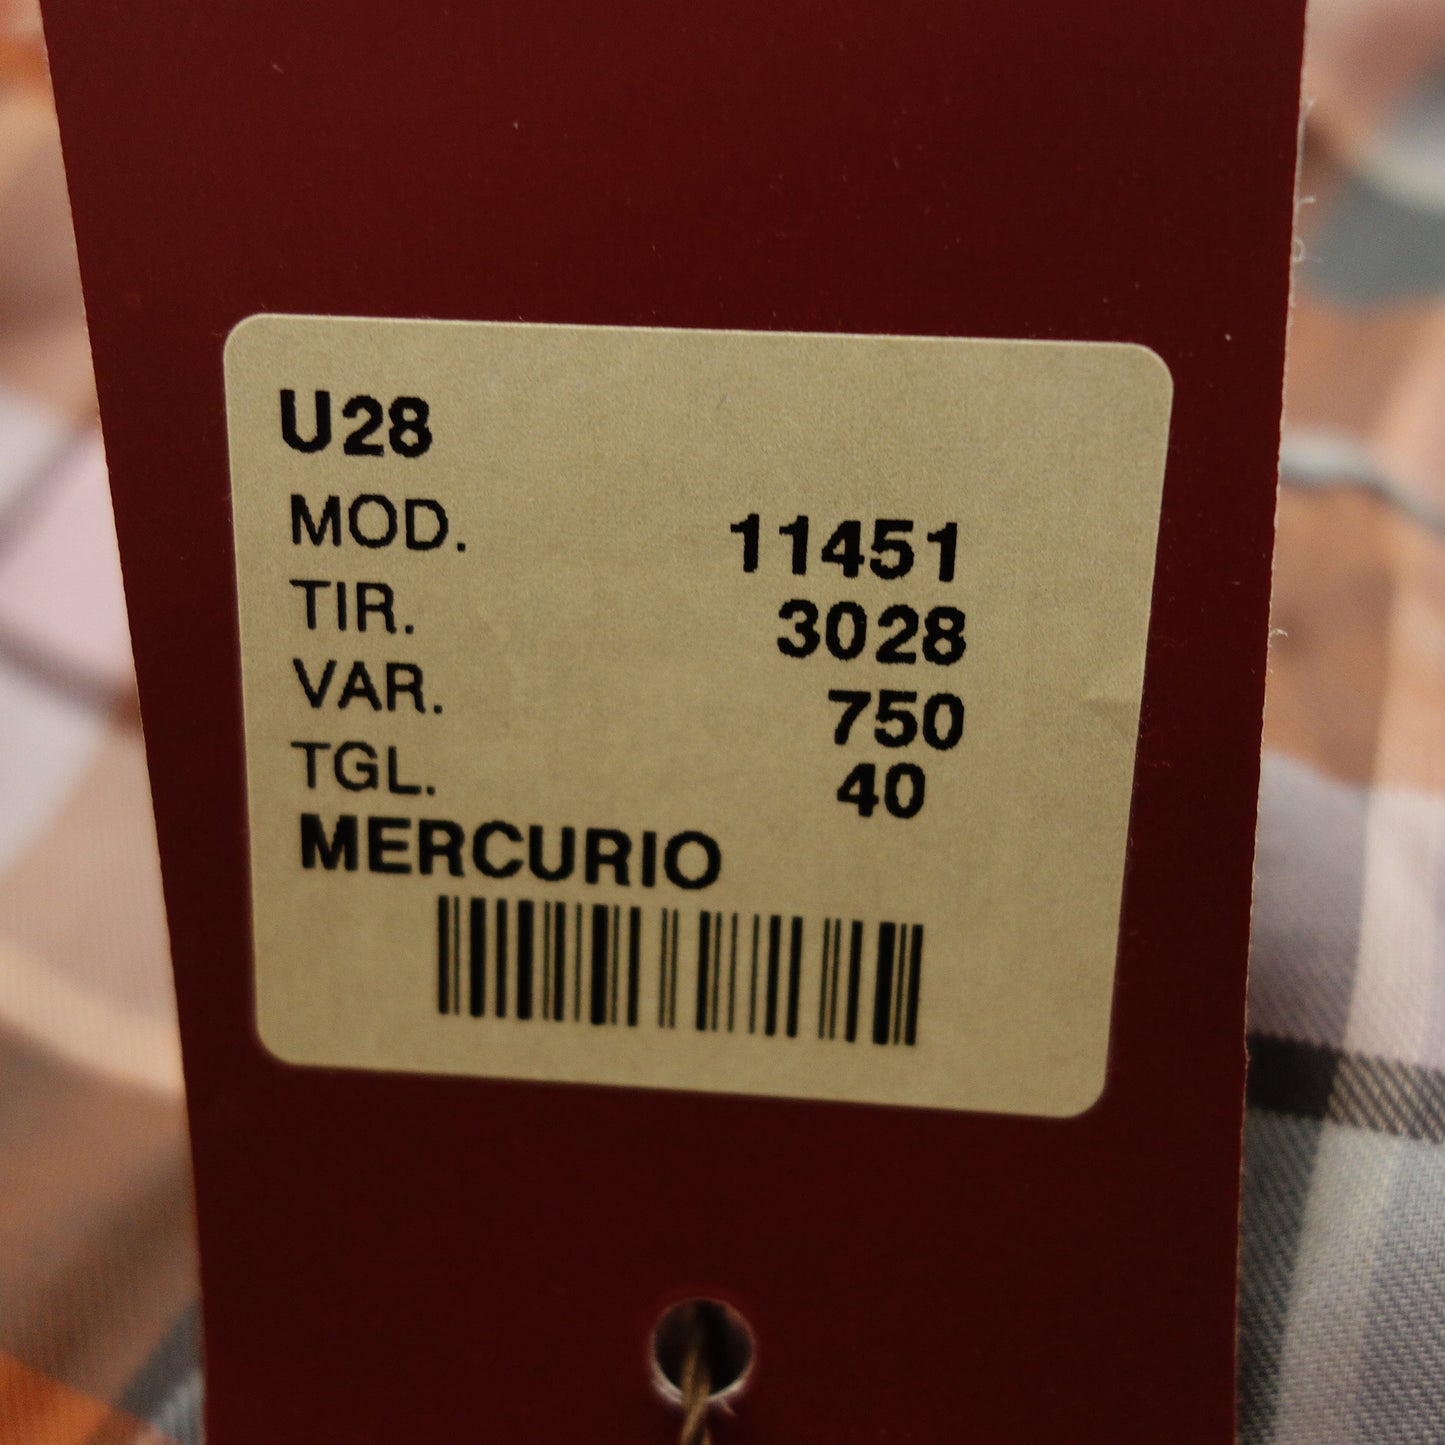 U28
MOD. 11451
TIR. 3028
VAR. 750
TGL. 40
MERCURIO